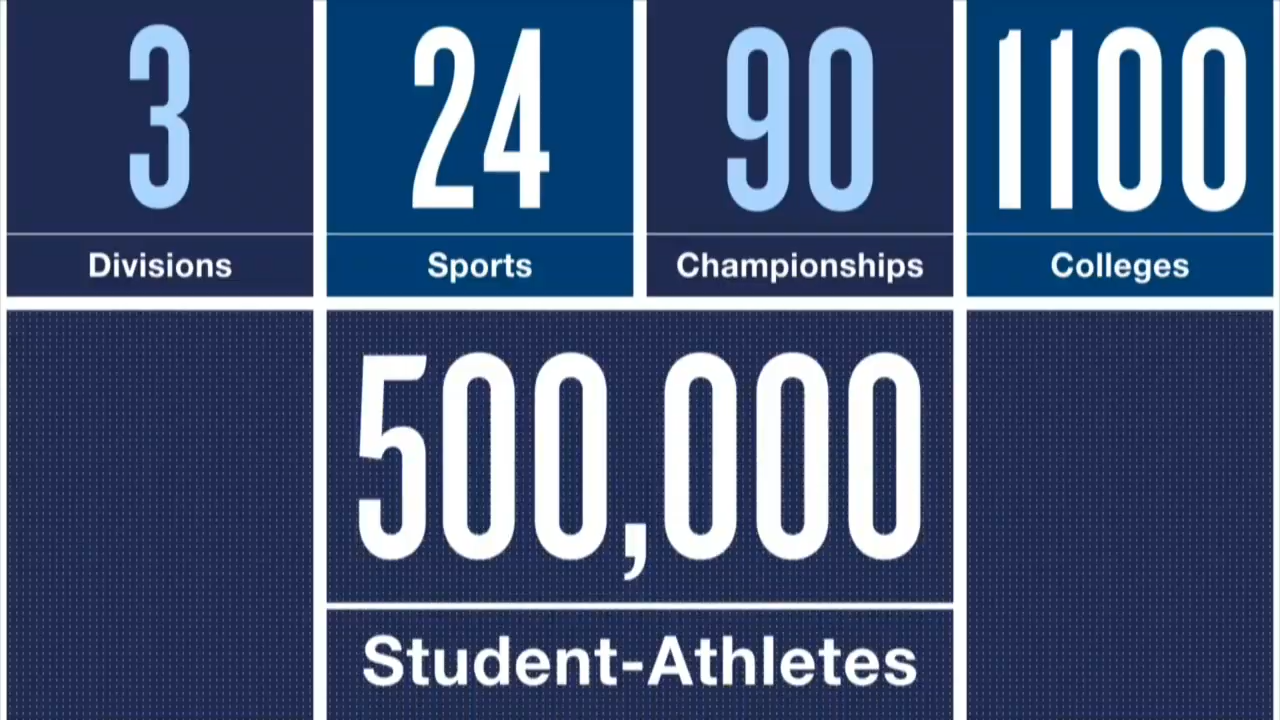 3
Divisions
24
Sports
90
Championships
1100
Colleges
500,000
Student-Athletes